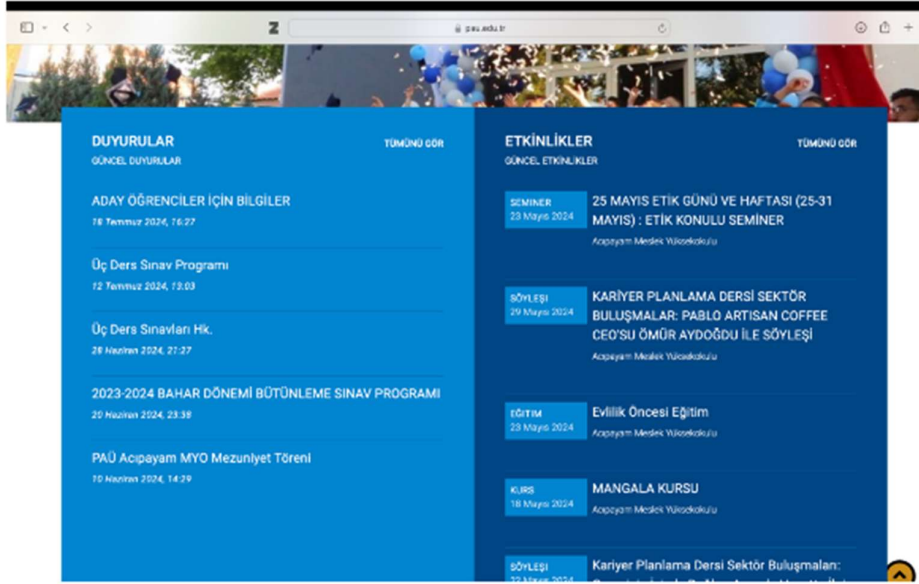 Z
pau.edu.tr
DUYURULAR
TÜMÜNÜ GÖR
GÜNCEL DUYURULAR
ADAY ÖĞRENCİLER İÇİN BİLGİLER
18 Temmuz 2024, 16:27
Üç Ders Sınav Programı
12 Temmuz 2024, 13:03
Üç Ders Sınavları Hk.
28 Haziran 2024, 21:27
2023-2024 BAHAR DÖNEMİ BÜTÜNLEME SINAV PROGRAMI
20 Haziran 2024, 23:38
PAÜ Acıpayam MYO Mezuniyet Töreni
10 Haziran 2024, 14:29
ETKİNLİKLER
TÜMÜNÜ GÖR
GÜNCEL ETKİNLİKLER
SEMINER
23 Mayıs 2024
25 MAYIS ETİK GÜNÜ VE HAFTASI (25-31
MAYIS) : ETİK KONULU SEMİNER
Acıpayam Meslek Yüksekokulu
SÖYLEŞI
29 Mayıs 2024
KARİYER PLANLAMA DERSİ SEKTÖR
BULUŞMALAR: PABLO ARTISAN COFFEE
CEO'SU ÖMÜR AYDOĞDU İLE SÖYLEŞİ
Acıpayam Meslek Yüksekokulu
EĞITIM
23 Mayıs 2024
Evlilik Öncesi Eğitim
Acıpayam Meslek Yüksekokulu
KURS
18 Mayıs 2024
MANGALA KURSU
Acıpayam Meslek Yüksekokulu
SÖYLEŞI
Kariyer Planlama Dersi Sektör Buluşmaları: